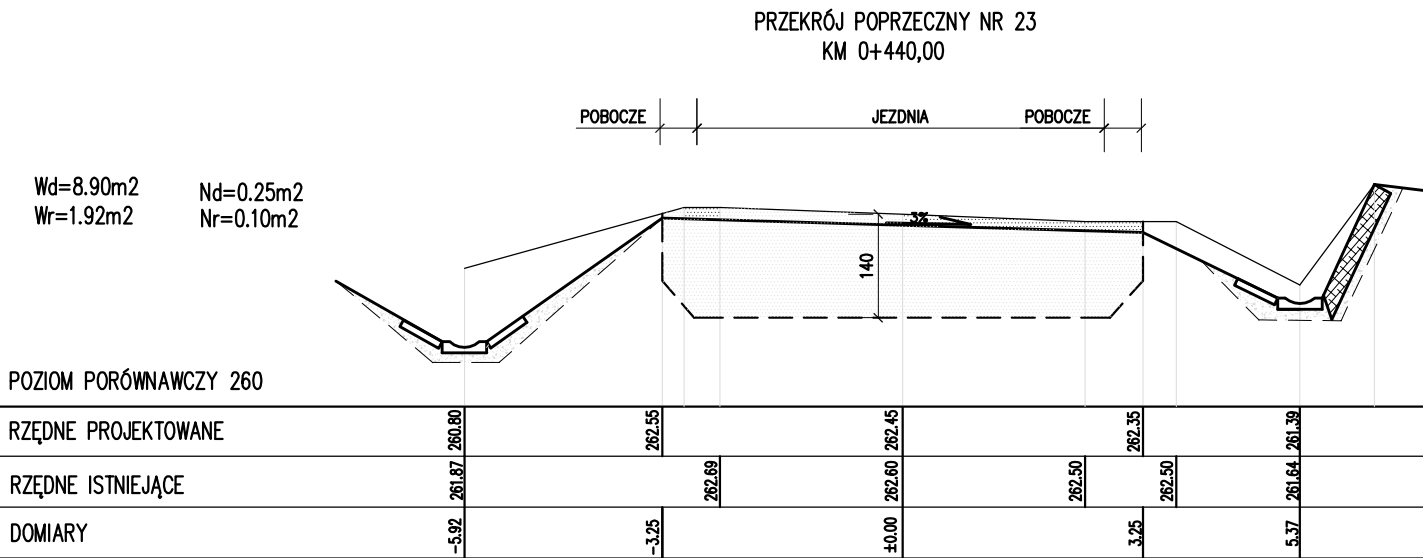 PRZEKRÓJ POPRZECZNY NR 23
KM 0+440,00
POBOCZE JEZDNIA POBOCZE
Wd=8.90m2 Nd=0.25m2
Wr=1.92m2 Nr=0.10m2
3%
140
POZIOM PORÓWNAWCZY 260
RZĘDNE PROJEKTOWANE 260.80 262.55 262.45 262.35 261.39
RZĘDNE ISTNIEJĄCE 261.87 262.69 262.60 262.50 262.50 261.64
DOMIARY -5.92 -3.25 ±0.00 3.25 5.37